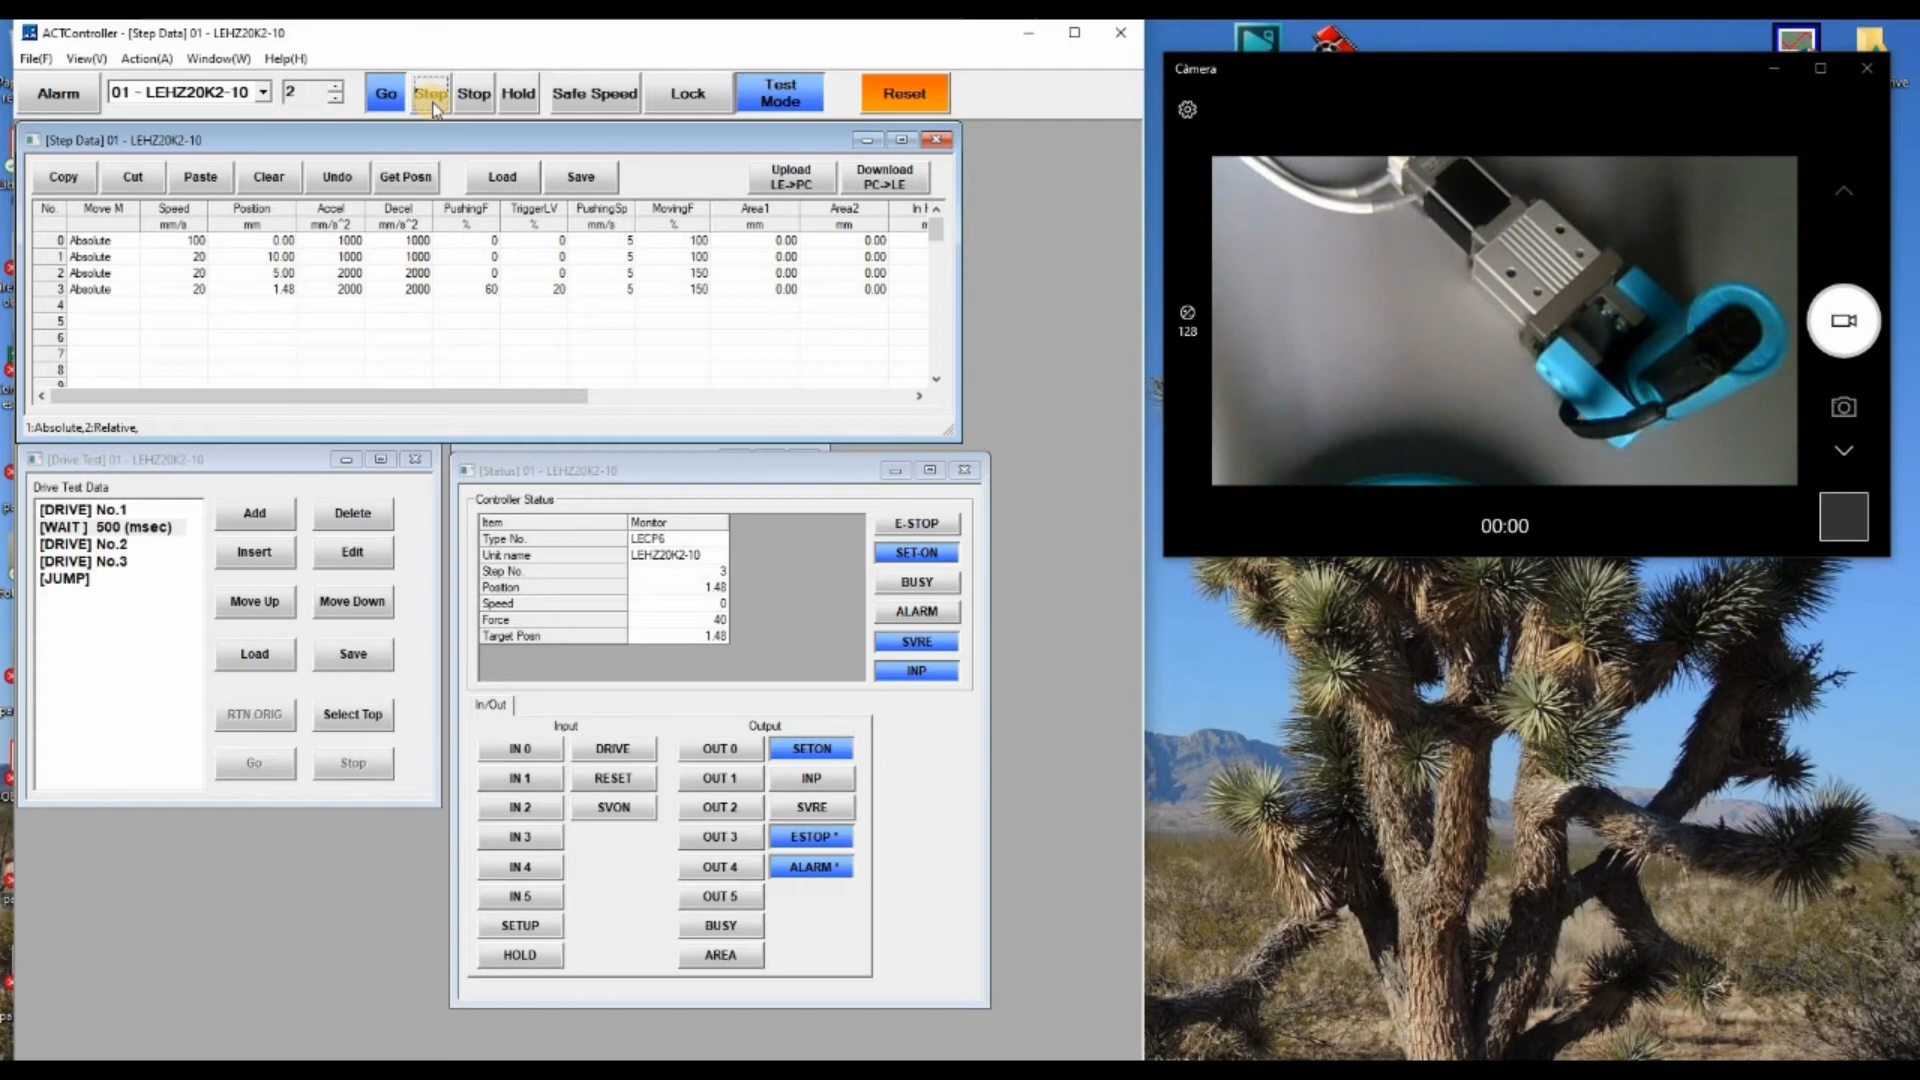 ACTController - [Step Data] 01 - LEHZ20K2-10
File(F) View(V) Action(A) Window(W) Help(H)
Alarm 01 - LEHZ20K2-10 2 Go Step Stop Hold Safe Speed Lock Test Mode Reset
[Step Data] 01 - LEHZ20K2-10
Copy Cut Paste Clear Undo Get Posn Load Save Upload LE->PC Download PC->LE
No. Move M Speed Position Accel Decel PushingF TriggerLV PushingSp MovingF Area1 Area2
mm/s mm mm/s^2 mm/s^2 % % mm/s % mm mm
0 Absolute 100 0.00 1000 1000 0 0 5 100 0.00 0.00
1 Absolute 20 10.00 1000 1000 0 0 5 100 0.00 0.00
2 Absolute 20 5.00 2000 2000 0 0 5 150 0.00 0.00
3 Absolute 20 1.48 2000 2000 60 20 5 150 0.00 0.00
4
5
6
7
8
9
1:Absolute,2:Relative,
[Drive Test] 01 - LEHZ20K2-10
Drive Test Data
[DRIVE] No.1
[WAIT ] 500 (msec)
[DRIVE] No.2
[DRIVE] No.3
[JUMP]
Add Delete
Insert Edit
Move Up Move Down
Load Save
RTN ORIG Select Top
Go Stop
[Status] 01 - LEHZ20K2-10
Controller Status
Item Monitor
Type No. LECP6
Unit name LEHZ20K2-10
Step No. 3
Position 1.48
Speed 0
Force 40
Target Posn 1.48
E-STOP
SET-ON
BUSY
ALARM
SVRE
INP
In/Out
Input Output
IN 0 DRIVE OUT 0 SETON
IN 1 RESET OUT 1 INP
IN 2 SVON OUT 2 SVRE
IN 3 OUT 3 ESTOP *
IN 4 OUT 4 ALARM *
IN 5 OUT 5
SETUP BUSY
HOLD AREA
Càmera
128
00:00